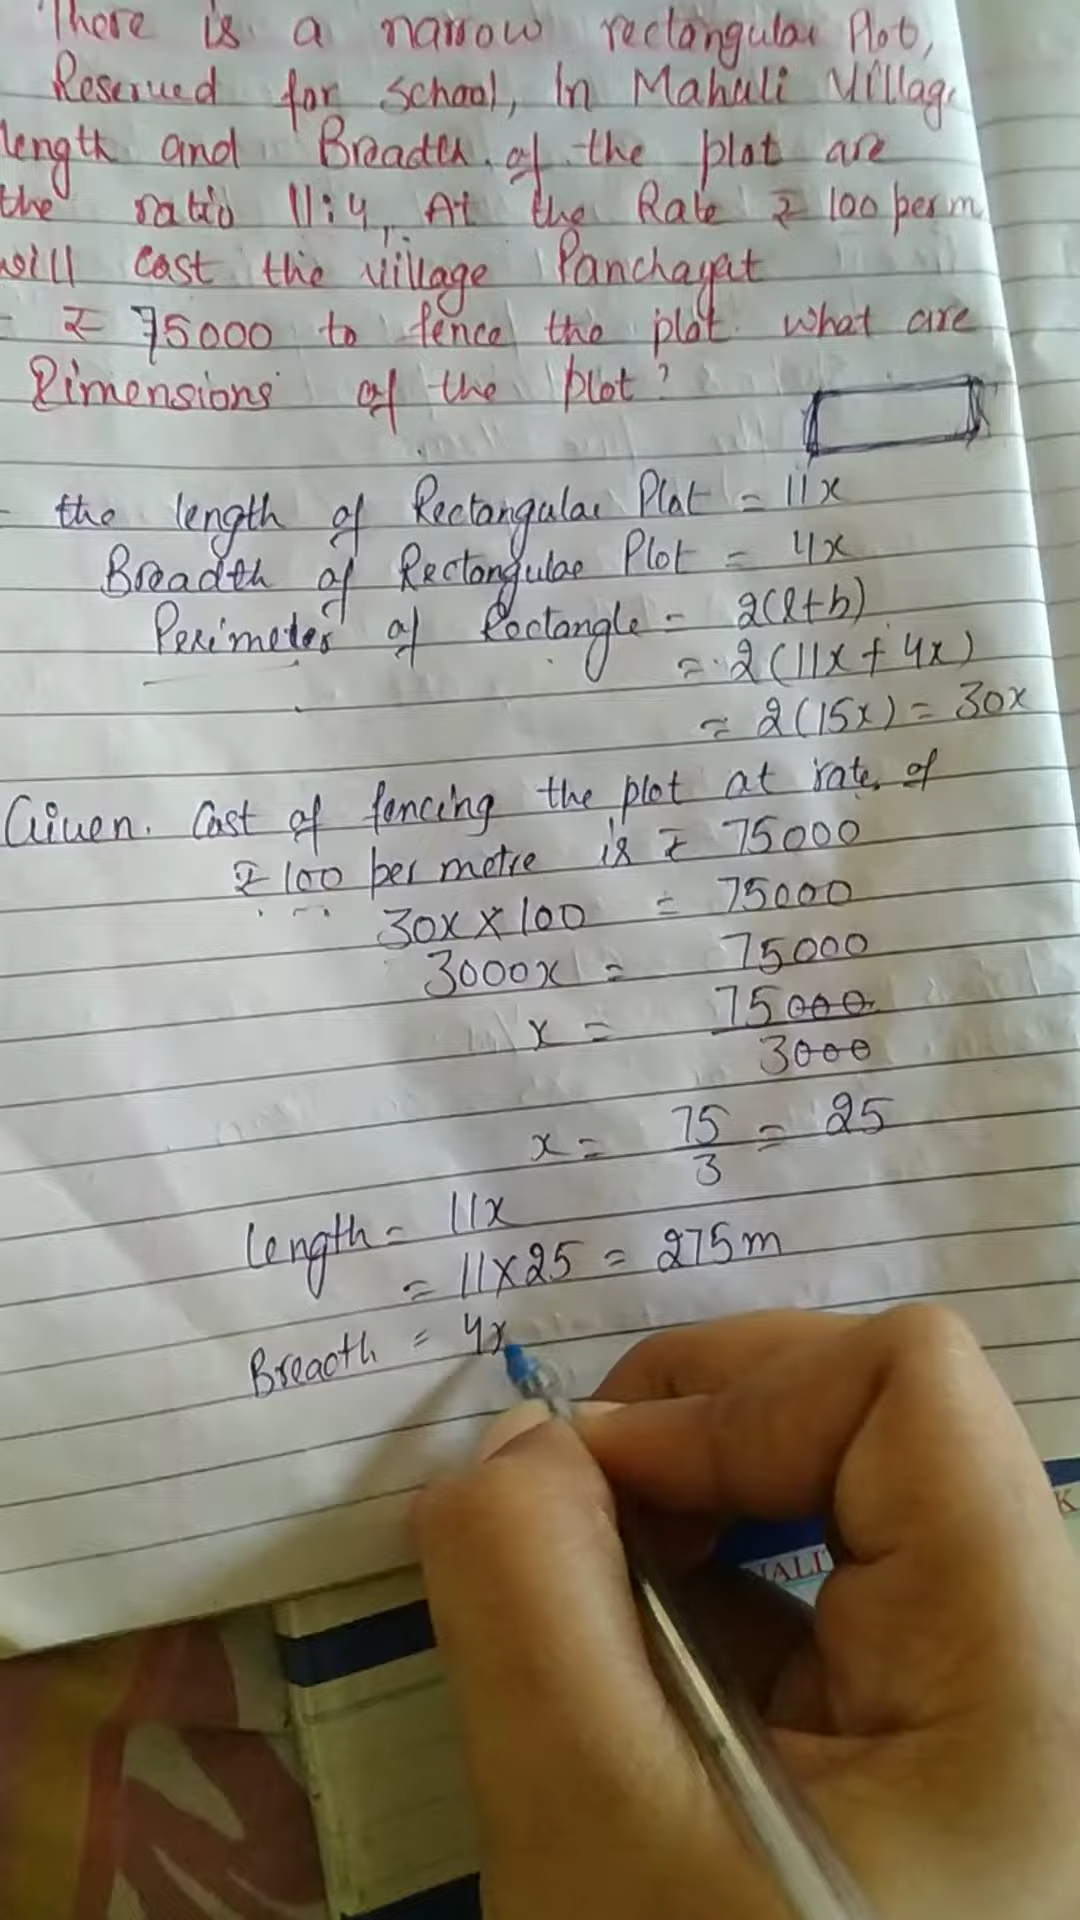 There is a narrow rectangular Plot,
Reserved for school, In Mahuli Village
length and Breadth of the plot are
the ratio 11:4, At the Rate ₹ 100 per m
will cost the village Panchayat
₹ 75000 to fence the plot. What are
Dimensions of the plot?
- the length of Rectangular Plot = 11x
Breadth of Rectangular Plot = 4x
Perimeter of Rectangle = 2(l+b)
= 2(11x + 4x)
= 2(15x) = 30x
Given. Cost of fencing the plot at rate of
₹ 100 per metre is ₹ 75000
30x × 100 = 75000
3000x = 75000
x = 75000
3000
x = 75 = 25
3
length = 11x
= 11×25 = 275m
Breadth = 4x
K